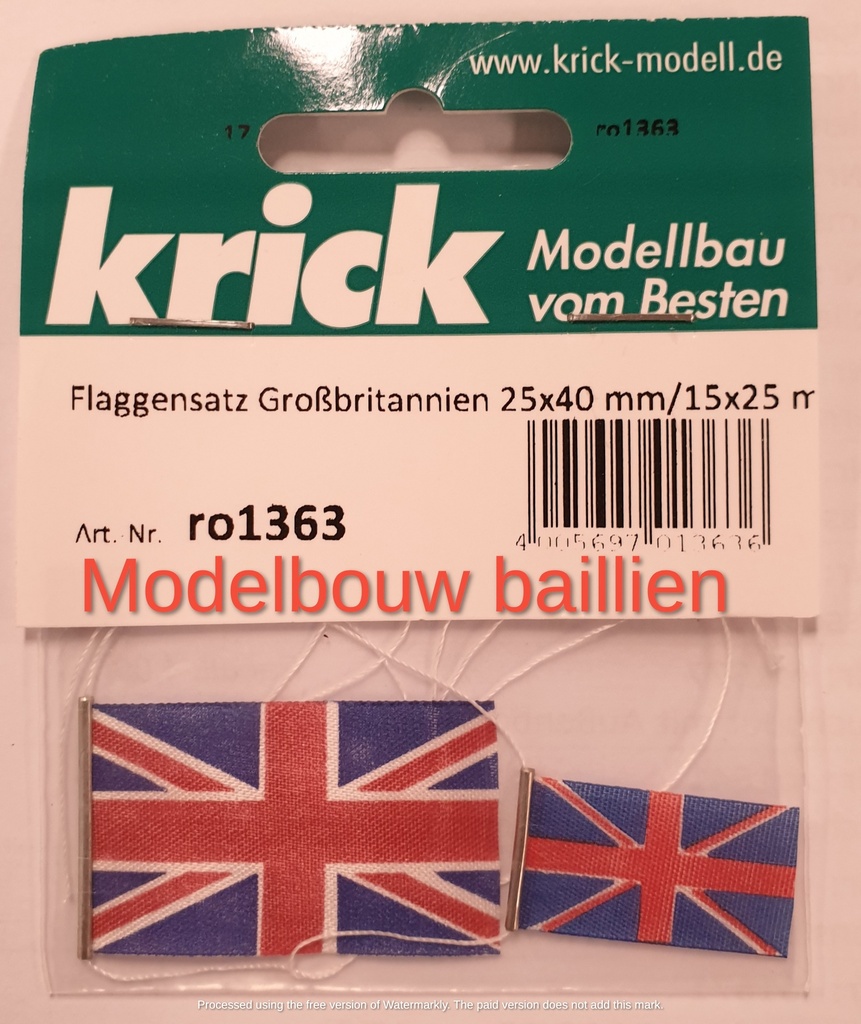 www.krick-modell.de
17 ro1363
krick
Modellbau
vom Besten
Flaggensatz Großbritannien 25x40 mm/15x25 m
Art. Nr. ro1363
4 005697 013636
Modelbouw baillien
Processed using the free version of Watermarkly. The paid version does not add this mark.